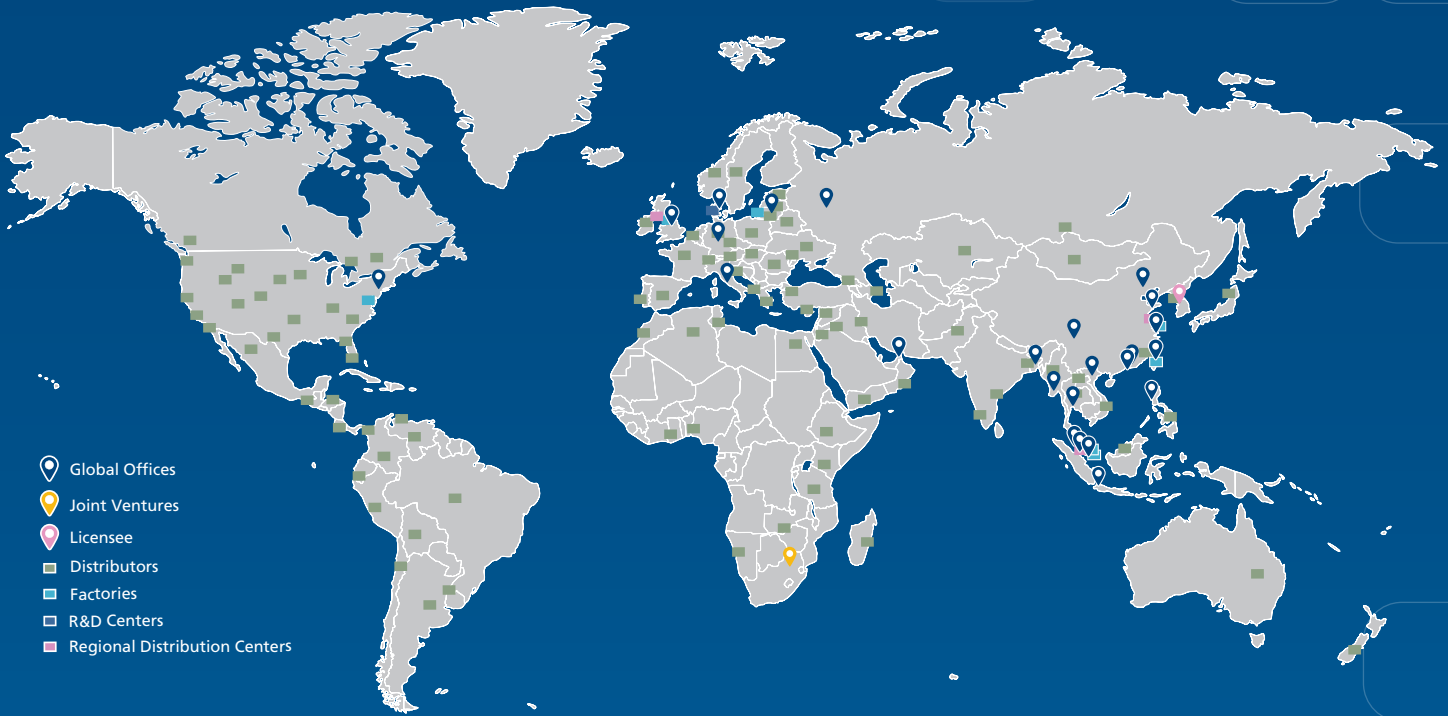 Global Offices
Joint Ventures
Licensee
Distributors
Factories
R&D Centers
Regional Distribution Centers